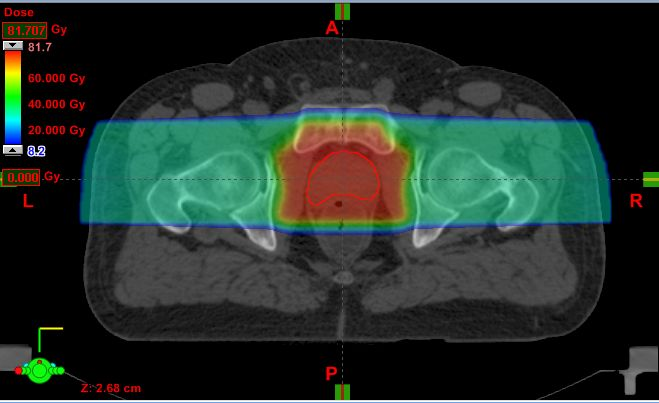 Dose
81.707 Gy
81.7
60.000 Gy
40.000 Gy
20.000 Gy
8.2
0.000 Gy
A
L
R
P
Z: 2.68 cm